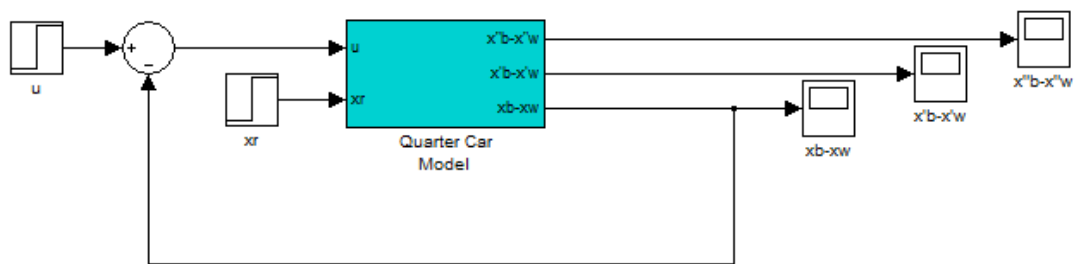 u
+
−
xr
u
xr
x''b-x''w
x'b-x'w
xb-xw
Quarter Car
Model
xb-xw
x'b-x'w
x''b-x''w